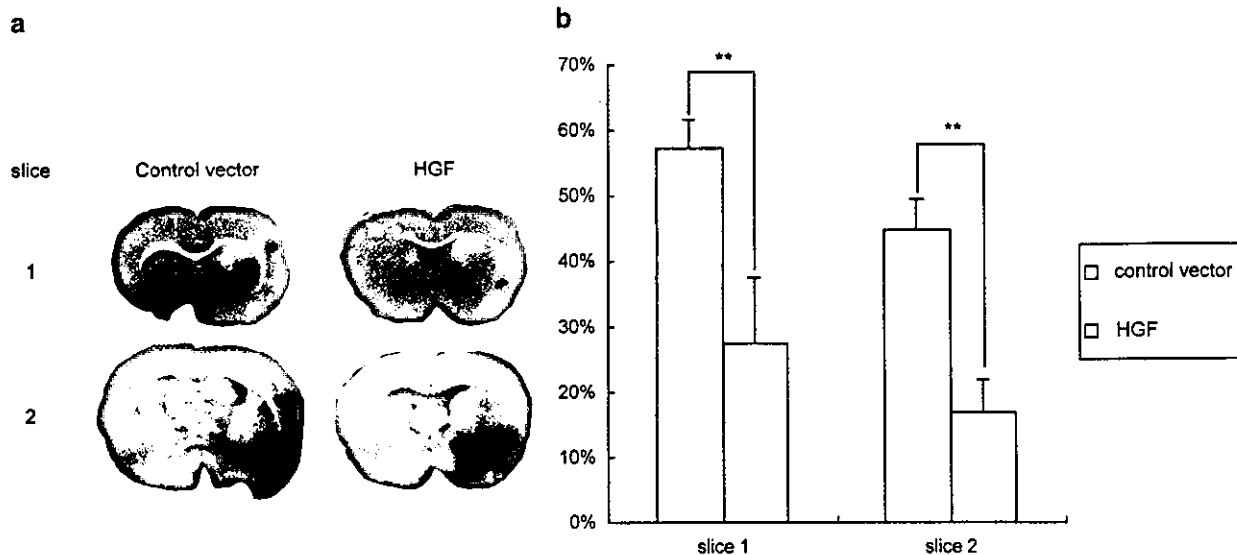 a
slice
Control vector
HGF
1
2
b
70%
60%
50%
40%
30%
20%
10%
0%
**
**
slice 1
slice 2
control vector
HGF